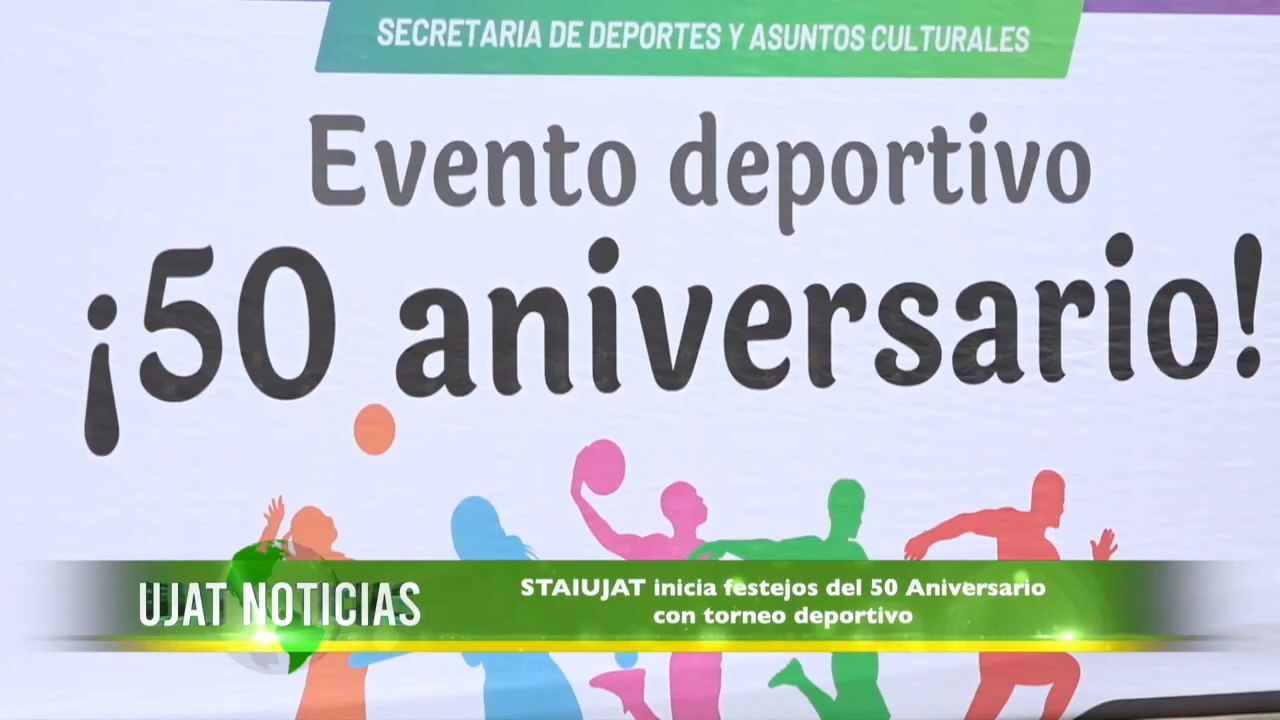 SECRETARIA DE DEPORTES Y ASUNTOS CULTURALES
Evento deportivo
¡50 aniversario!
UJAT NOTICIAS
STAIUJAT inicia festejos del 50 Aniversario
con torneo deportivo